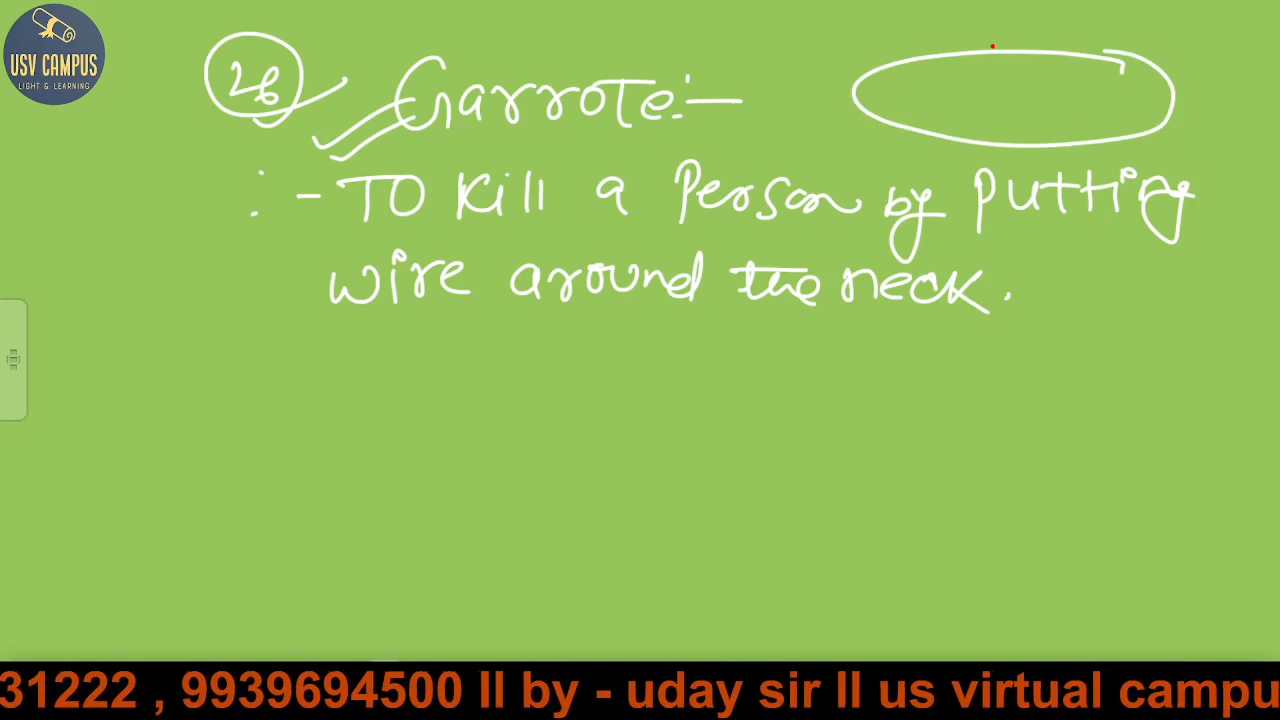 USV CAMPUS
LIGHT & LEARNING
26 Garrote:-
:- To kill a person by putting
wire around the neck.
31222 , 9939694500 ll by - uday sir ll us virtual campu